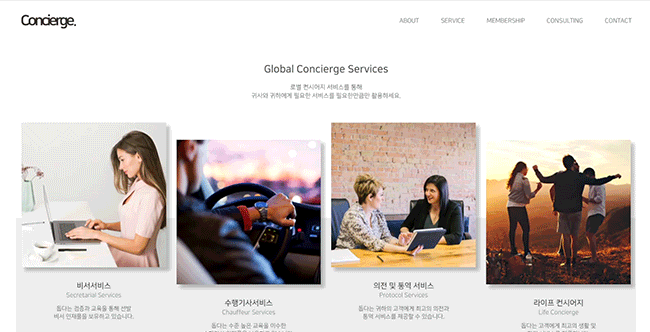 Concierge.
ABOUT
SERVICE
MEMBERSHIP
CONSULTING
CONTACT
Global Concierge Services
로벌 컨시어지 서비스를 통해
귀사와 귀하에게 필요한 서비스를 필요한만큼만 활용하세요.
비서서비스
Secretarial Services
돕다는 검증과 교육을 통해 선발
비서 인재풀을 보유하고 있습니다.
수행기사서비스
Chauffeur Services
돕다는 수준 높은 교육을 이수한
의전 및 통역 서비스
Protocol Services
돕다는 귀하의 고객에게 최고의 의전과
통역 서비스를 제공할 수 있습니다.
라이프 컨시어지
Life Concierge
돕다는 고객에게 최고의 생활 및